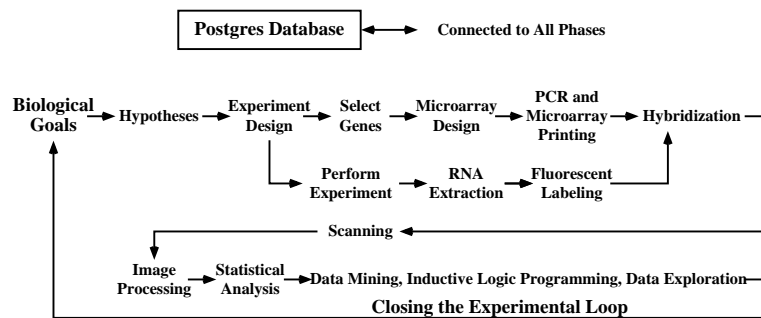 Postgres Database
Connected to All Phases
Biological
Goals
Hypotheses
Experiment
Design
Select
Genes
Microarray
Design
PCR and
Microarray
Printing
Hybridization
Perform
Experiment
RNA
Extraction
Fluorescent
Labeling
Scanning
Image
Processing
Statistical
Analysis
Data Mining, Inductive Logic Programming, Data Exploration
Closing the Experimental Loop